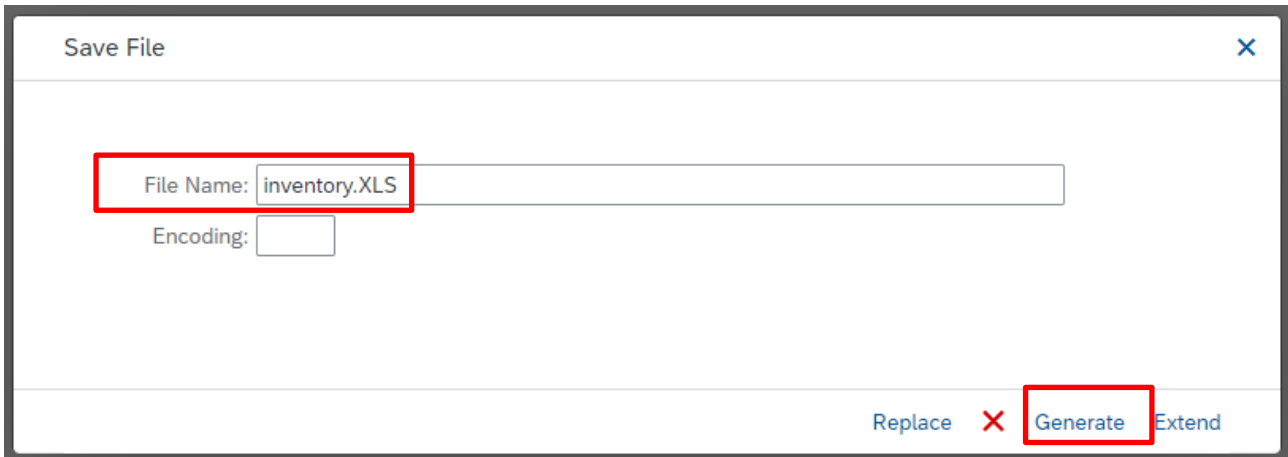 Save File
File Name: inventory.XLS
Encoding:
Replace Generate Extend